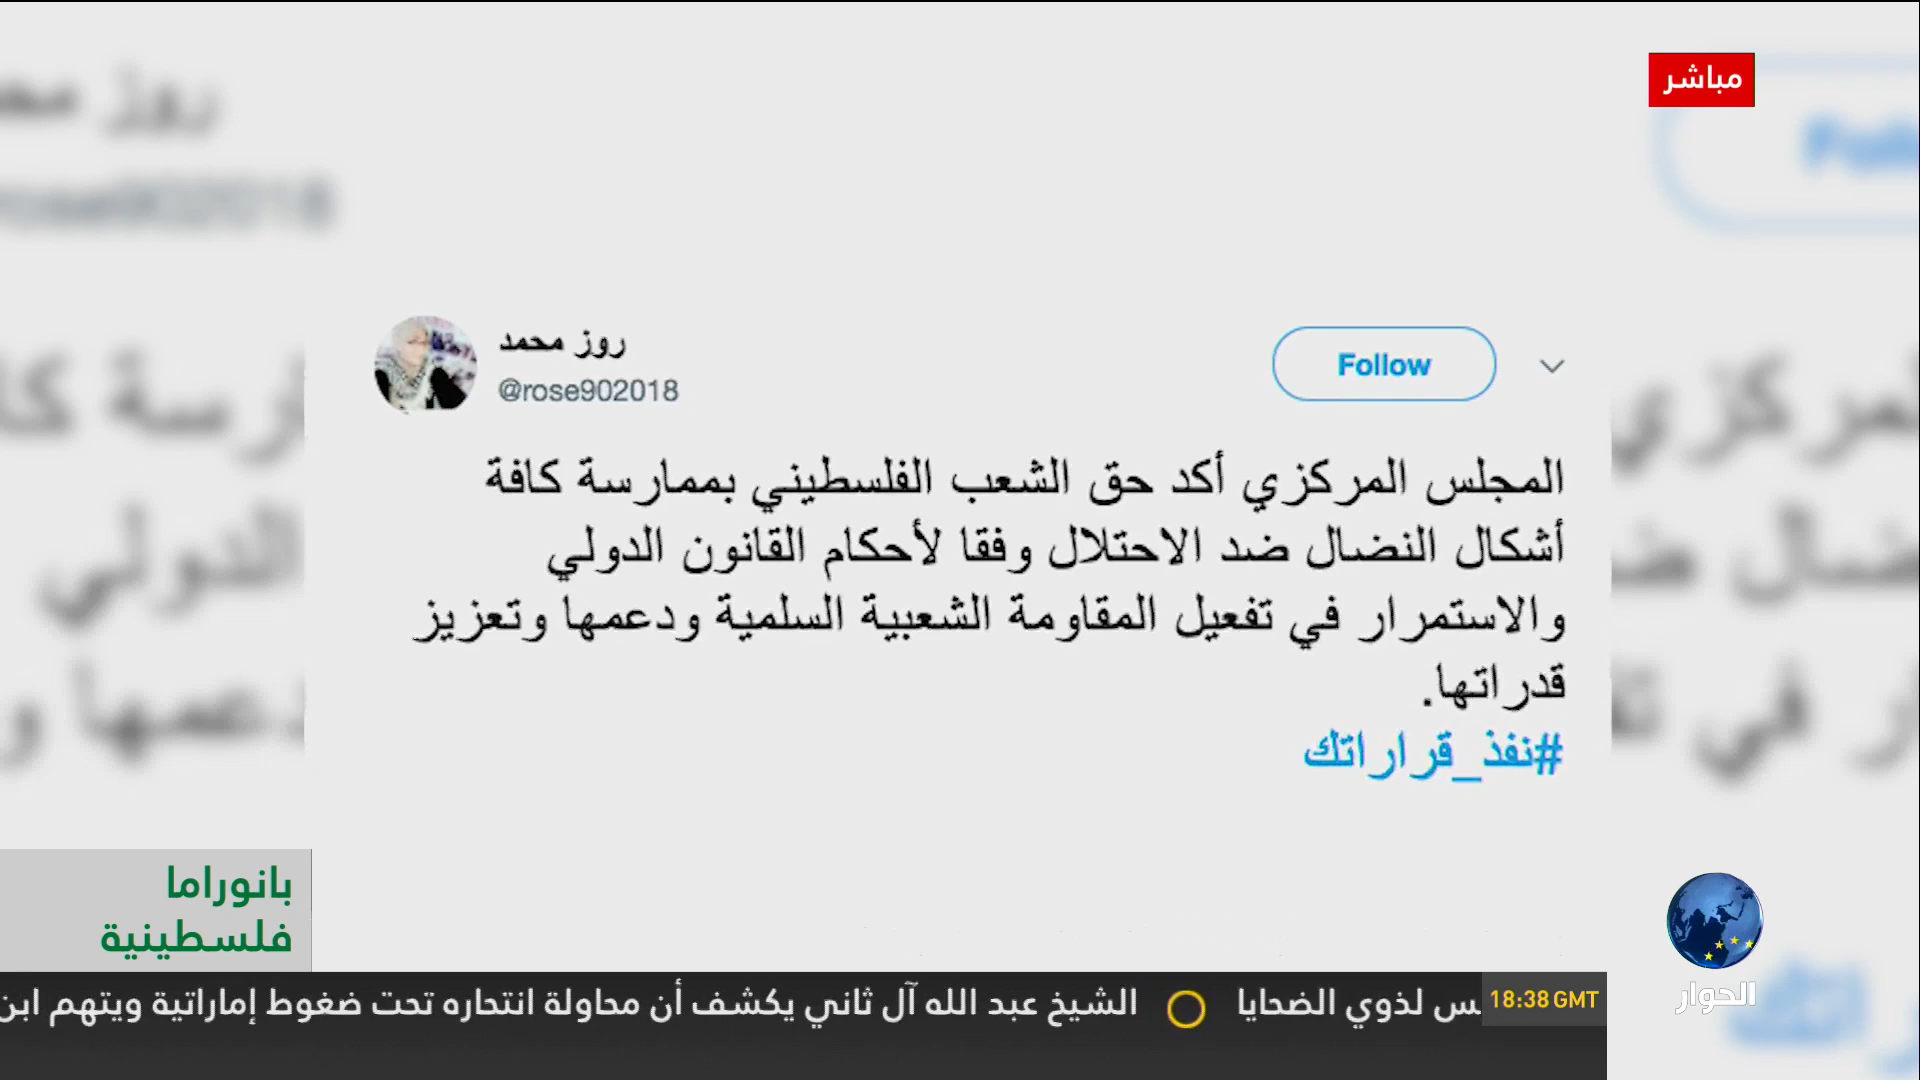 مباشر
روز محمد
@rose902018
Follow
المجلس المركزي أكد حق الشعب الفلسطيني بممارسة كافة
أشكال النضال ضد الاحتلال وفقا لأحكام القانون الدولي
والاستمرار في تفعيل المقاومة الشعبية السلمية ودعمها وتعزيز
قدراتها.
#نفذ_قراراتك
بانوراما
فلسطينية
الحوار
18:38 GMT
لذوي الضحايا
الشيخ عبد الله آل ثاني يكشف أن محاولة انتحاره تحت ضغوط إماراتية ويتهم ابن